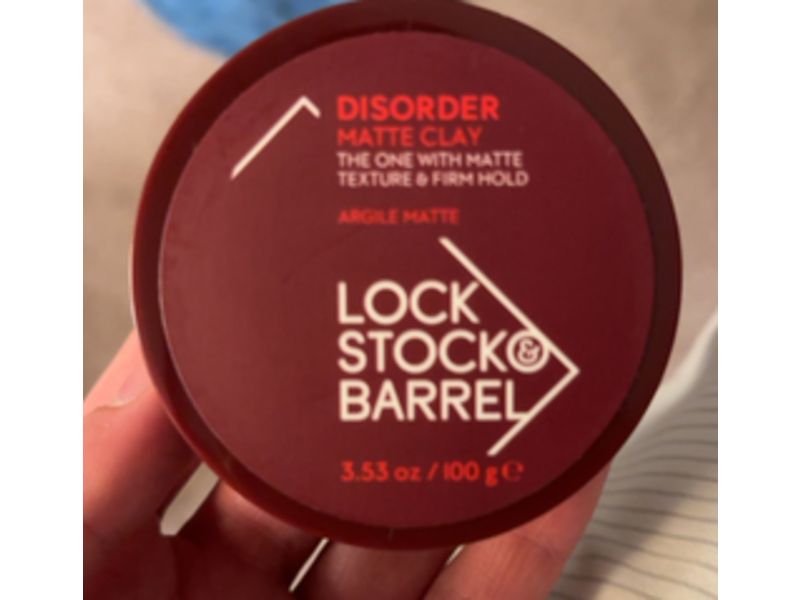 DISORDER
MATTE CLAY
THE ONE WITH MATTE
TEXTURE & FIRM HOLD
ARGILE MATTE
LOCK
STOCK &
BARREL
3.53 oz / 100 g ℮